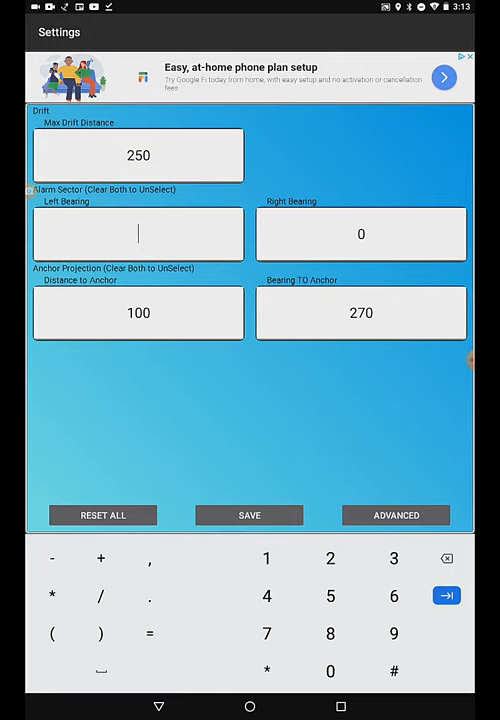 3:13
Settings
Easy, at-home phone plan setup
Try Google Fi today from home, with easy setup and no activation or cancellation
fees
Drift
Max Drift Distance
250
Alarm Sector (Clear Both to UnSelect)
Left Bearing
Right Bearing
0
Anchor Projection (Clear Both to UnSelect)
Distance to Anchor
Bearing TO Anchor
100
270
RESET ALL
SAVE
ADVANCED
- + , 1 2 3
* / . 4 5 6
( ) = 7 8 9
* 0 #